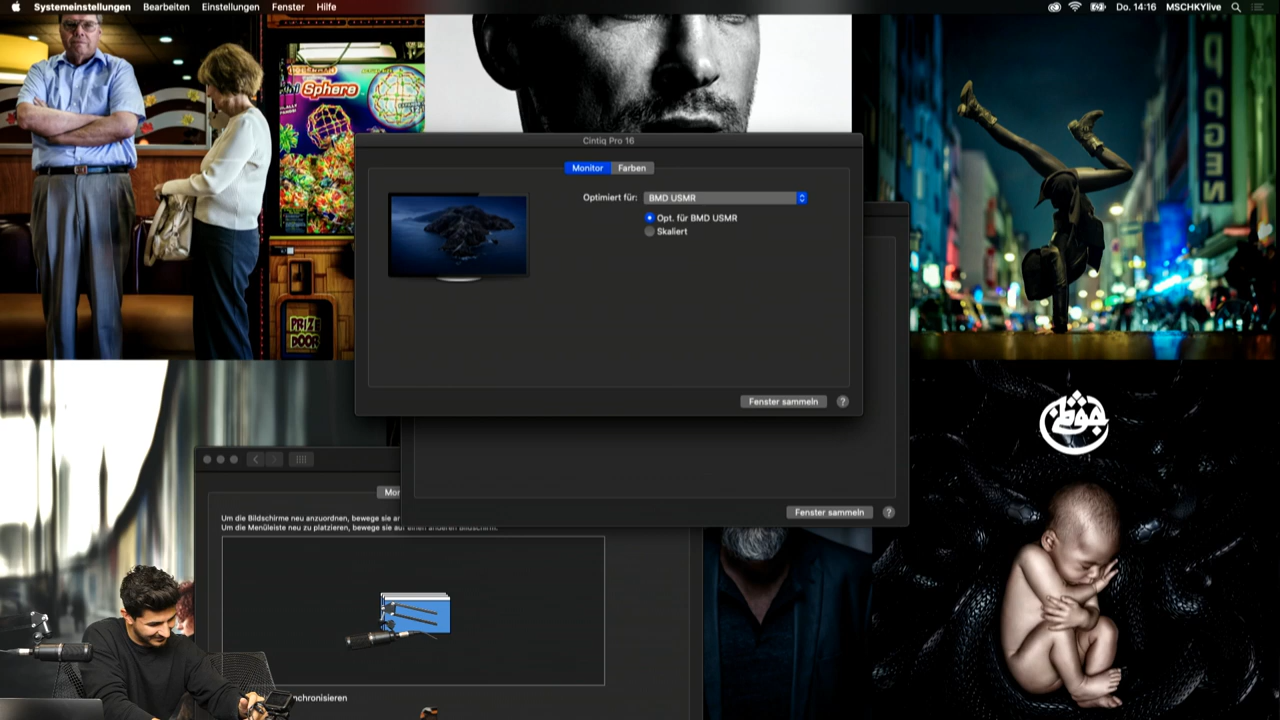 Systemeinstellungen Bearbeiten Einstellungen Fenster Hilfe
Do. 14:16 MSCHKYlive
Sphere
PRIZE
DOOR
PPGEN
Cintiq Pro 16
Monitor Farben
Optimiert für: BMD USMR
Opt. für BMD USMR
Skaliert
Fenster sammeln ?
Fenster sammeln ?
Mor
Um die Bildschirme neu anzuordnen, bewege sie
Um die Menüleiste neu zu platzieren, bewege sie auf einen anderen Bildschirm.
nchronisieren